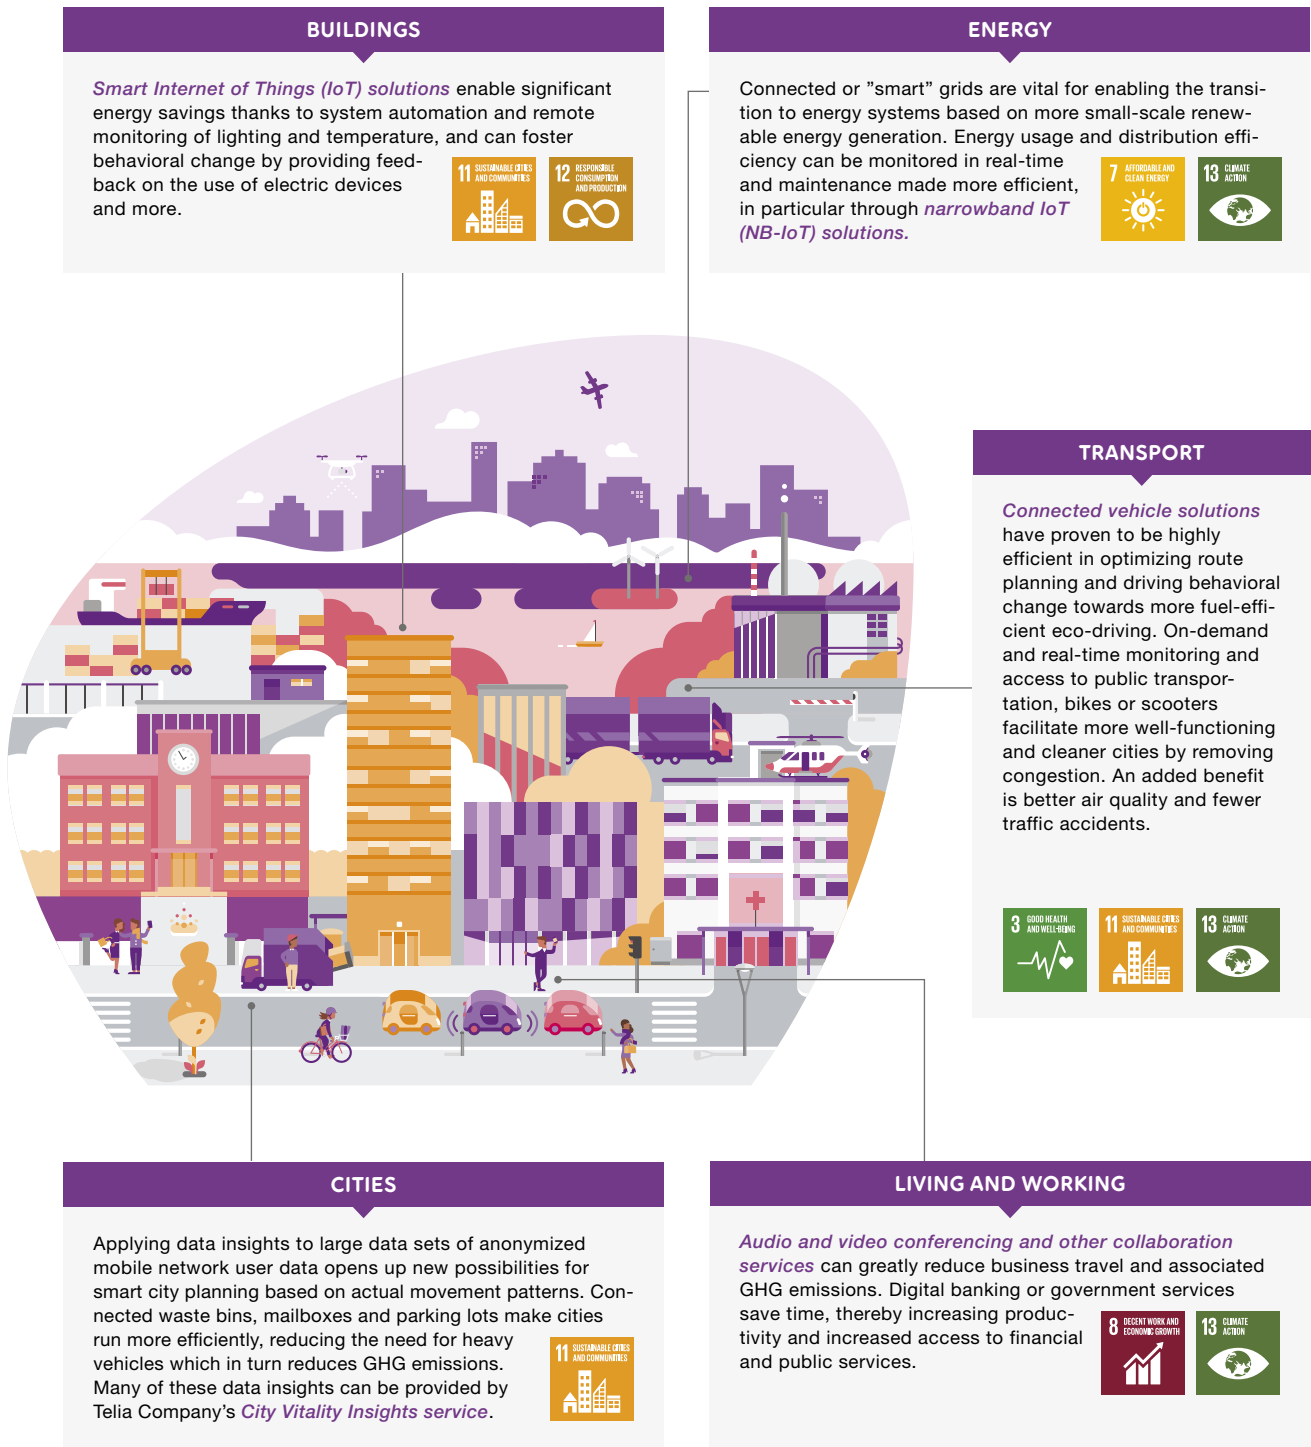 BUILDINGS
Smart Internet of Things (IoT) solutions enable significant
energy savings thanks to system automation and remote
monitoring of lighting and temperature, and can foster
behavioral change by providing feed-
back on the use of electric devices
and more.
11 SUSTAINABLE CITIES
AND COMMUNITIES
12 RESPONSIBLE
CONSUMPTION
AND PRODUCTION
ENERGY
Connected or ”smart” grids are vital for enabling the transi-
tion to energy systems based on more small-scale renew-
able energy generation. Energy usage and distribution effi-
ciency can be monitored in real-time
and maintenance made more efficient,
in particular through narrowband IoT
(NB-IoT) solutions.
7 AFFORDABLE AND
CLEAN ENERGY
13 CLIMATE
ACTION
TRANSPORT
Connected vehicle solutions
have proven to be highly
efficient in optimizing route
planning and driving behavioral
change towards more fuel-effi-
cient eco-driving. On-demand
and real-time monitoring and
access to public transpor-
tation, bikes or scooters
facilitate more well-functioning
and cleaner cities by removing
congestion. An added benefit
is better air quality and fewer
traffic accidents.
3 GOOD HEALTH
AND WELL-BEING
11 SUSTAINABLE CITIES
AND COMMUNITIES
13 CLIMATE
ACTION
CITIES
Applying data insights to large data sets of anonymized
mobile network user data opens up new possibilities for
smart city planning based on actual movement patterns. Con-
nected waste bins, mailboxes and parking lots make cities
run more efficiently, reducing the need for heavy
vehicles which in turn reduces GHG emissions.
Many of these data insights can be provided by
Telia Company’s City Vitality Insights service.
11 SUSTAINABLE CITIES
AND COMMUNITIES
LIVING AND WORKING
Audio and video conferencing and other collaboration
services can greatly reduce business travel and associated
GHG emissions. Digital banking or government services
save time, thereby increasing produc-
tivity and increased access to financial
and public services.
8 DECENT WORK AND
ECONOMIC GROWTH
13 CLIMATE
ACTION